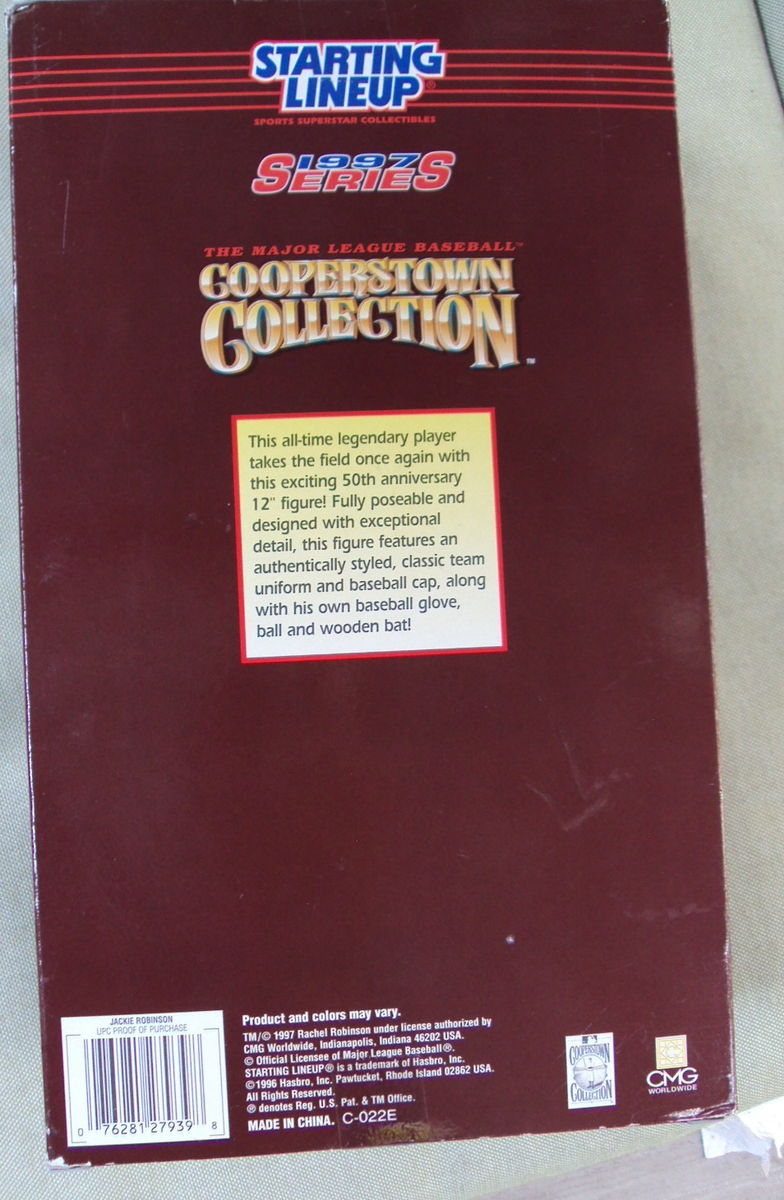 STARTING
LINEUP®
SPORTS SUPERSTAR COLLECTIBLES
1997
SERIES
THE MAJOR LEAGUE BASEBALL™
COOPERSTOWN
COLLECTION™
This all-time legendary player
takes the field once again with
this exciting 50th anniversary
12" figure! Fully poseable and
designed with exceptional
detail, this figure features an
authentically styled, classic team
uniform and baseball cap, along
with his own baseball glove,
ball and wooden bat!
JACKIE ROBINSON
UPC PROOF OF PURCHASE
0 76281 27939 8
Product and colors may vary.
TM/© 1997 Rachel Robinson under license authorized by
CMG Worldwide, Indianapolis, Indiana 46202 USA.
© Official Licensee of Major League Baseball®.
STARTING LINEUP® is a trademark of Hasbro, Inc.
©1996 Hasbro, Inc. Pawtucket, Rhode Island 02862 USA.
All Rights Reserved.
® denotes Reg. U.S. Pat. & TM Office.
MADE IN CHINA. C-022E
COOPERSTOWN
COLLECTION
CMG
WORLDWIDE